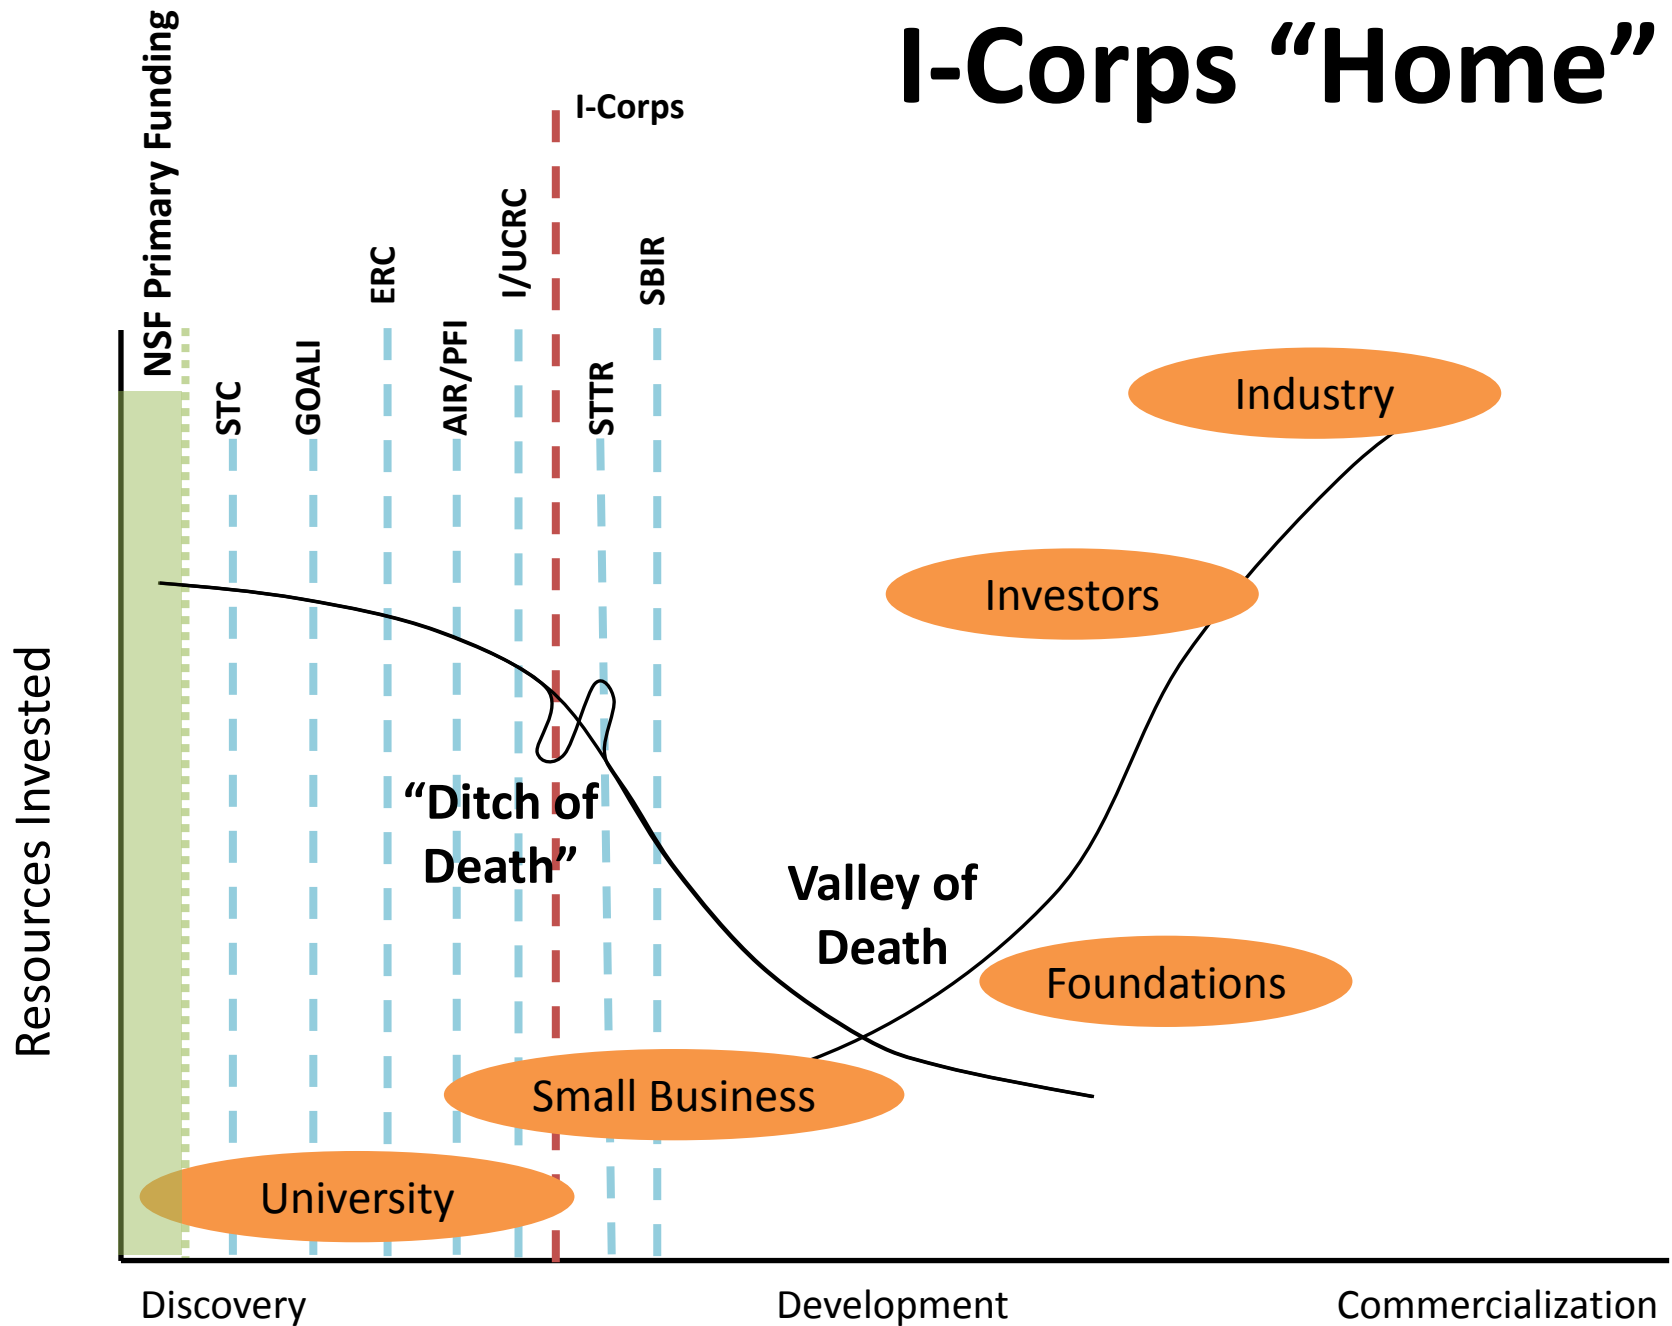 I-Corps “Home”
NSF Primary Funding
I-Corps
I/UCRC
ERC
SBIR
AIR/PFI
GOALI
STC
STTR
Industry
Investors
Resources Invested
“Ditch of
Death”
Valley of
Death
Foundations
Small Business
University
Discovery
Development
Commercialization